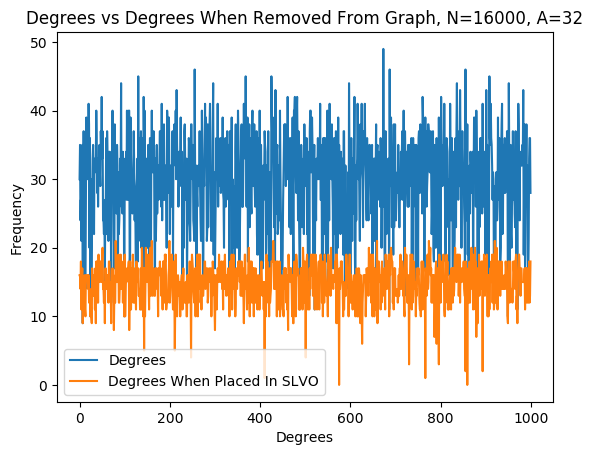 Degrees vs Degrees When Removed From Graph, N=16000, A=32
50
40
30
20
10
0
Frequency
Degrees
Degrees When Placed In SLVO
0 200 400 600 800 1000
Degrees